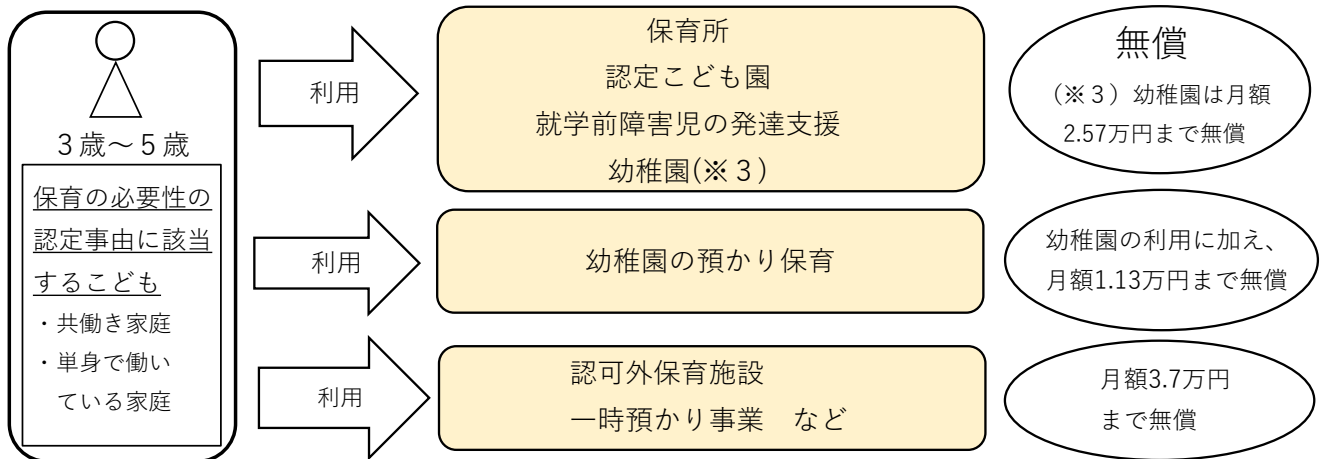 ３歳～５歳
保育の必要性の
認定事由に該当
するこども
・共働き家庭
・単身で働い
ている家庭
利用
保育所
認定こども園
就学前障害児の発達支援
幼稚園(※３)
無償
(※３) 幼稚園は月額
2.57万円まで無償
利用
幼稚園の預かり保育
幼稚園の利用に加え、
月額1.13万円まで無償
利用
認可外保育施設
一時預かり事業　など
月額3.7万円
まで無償